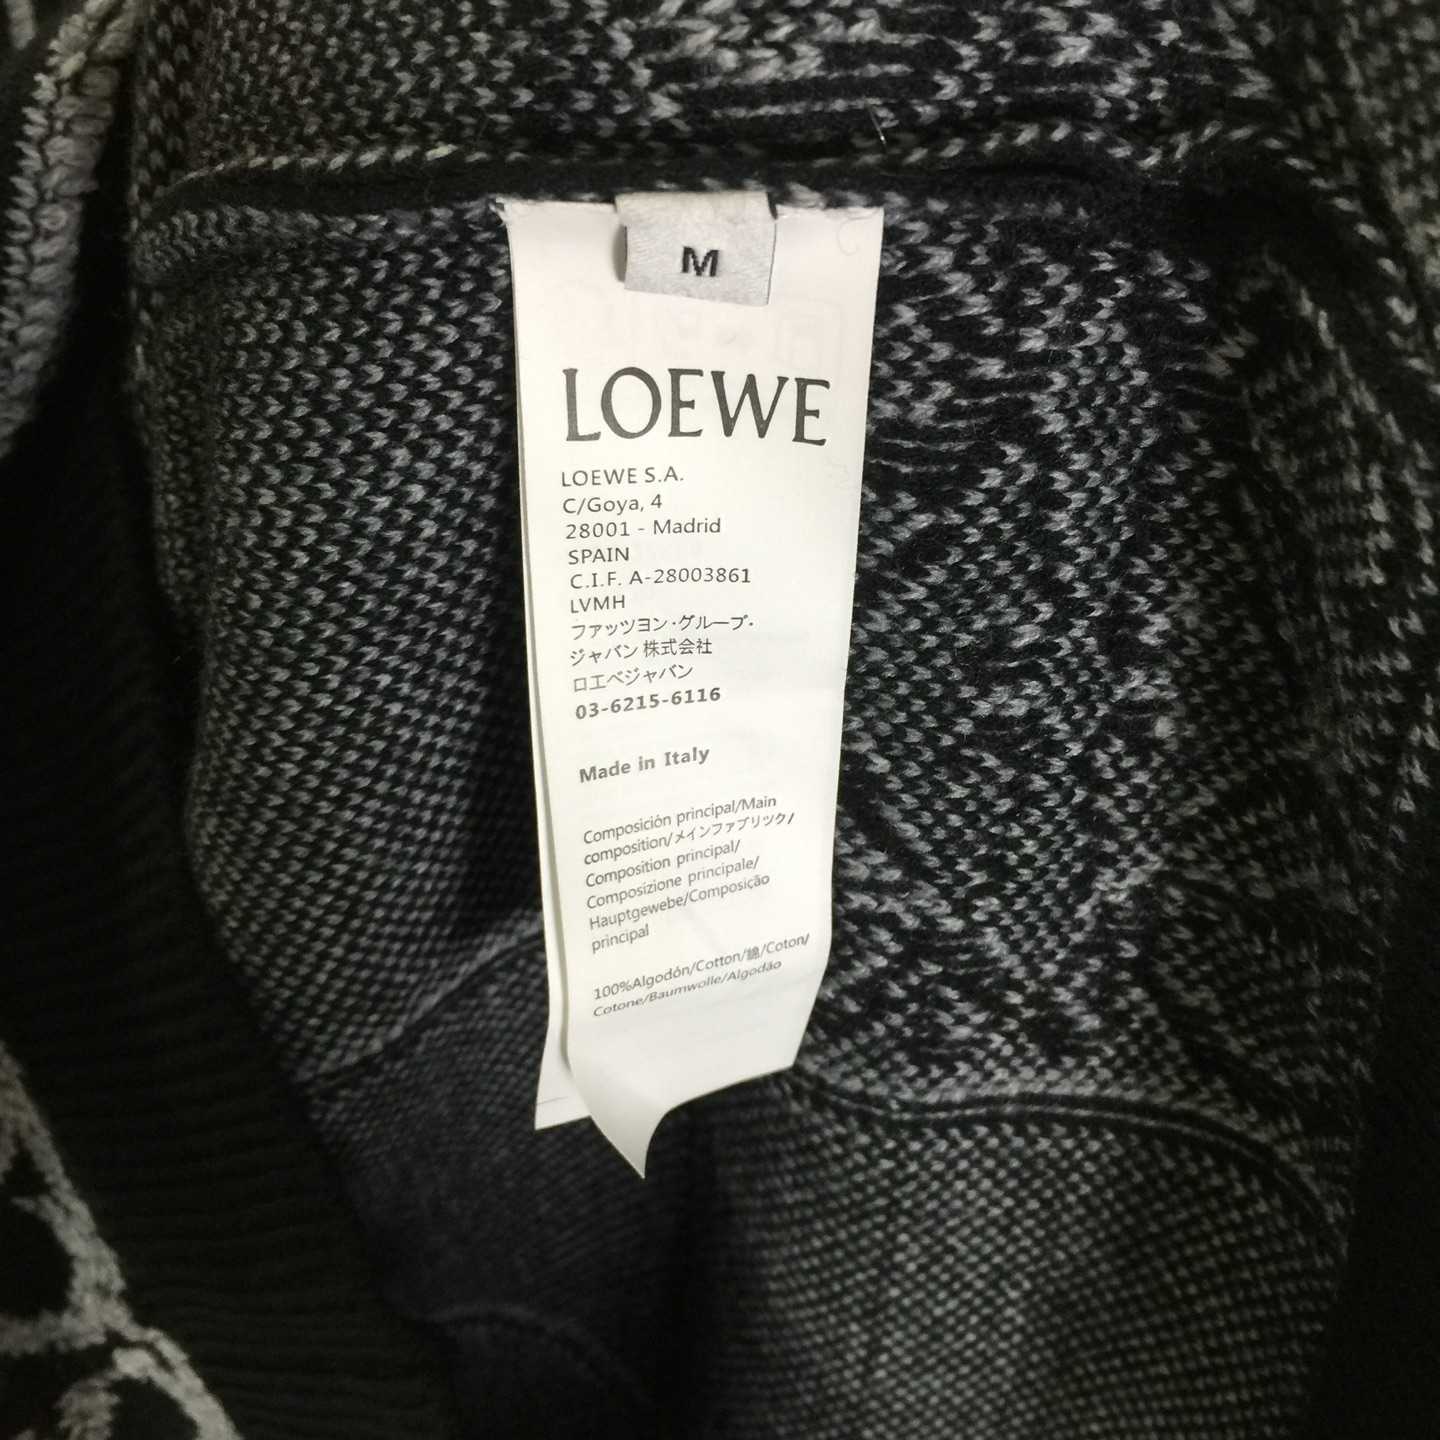 M
LOEWE
LOEWE S.A.
C/Goya, 4
28001 - Madrid
SPAIN
C.I.F. A-28003861
LVMH
ファッツヨン·グループ·
ジャバン 株式会社
ロエベジャバン
03-6215-6116
Made in Italy
Composición principal/Main
composition/メインファブリック/
Composition principal/
Composizione principale/
Hauptgewebe/Composição
principal
100%Algodón/Cotton/錦/Coton/
Cotone/Baumwolle/Algodão